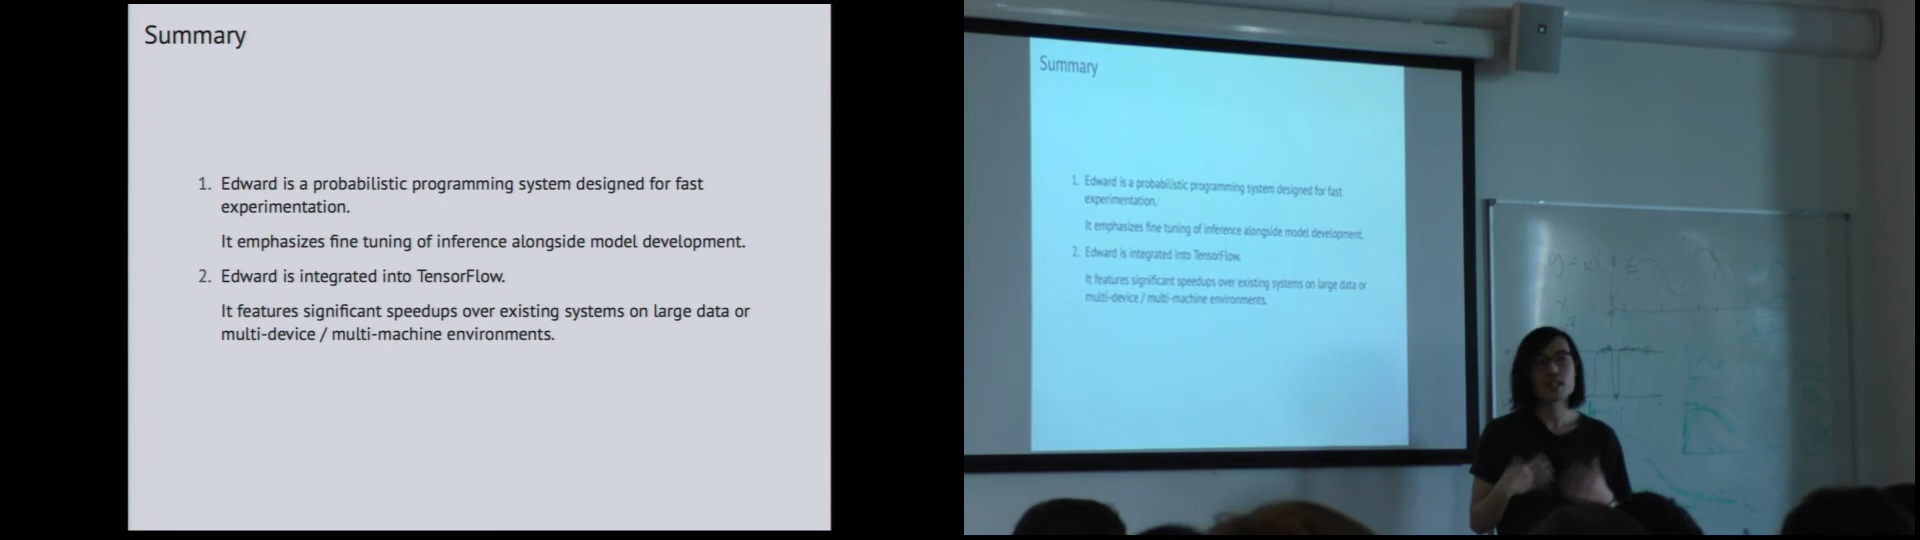 Summary
1. Edward is a probabilistic programming system designed for fast
experimentation.
It emphasizes fine tuning of inference alongside model development.
2. Edward is integrated into TensorFlow.
It features significant speedups over existing systems on large data or
multi-device / multi-machine environments.
Summary
1. Edward is a probabilistic programming system designed for fast
experimentation.
It emphasizes fine tuning of inference alongside model development.
2. Edward is integrated into TensorFlow.
It features significant speedups over existing systems on large data or
multi-device / multi-machine environments.